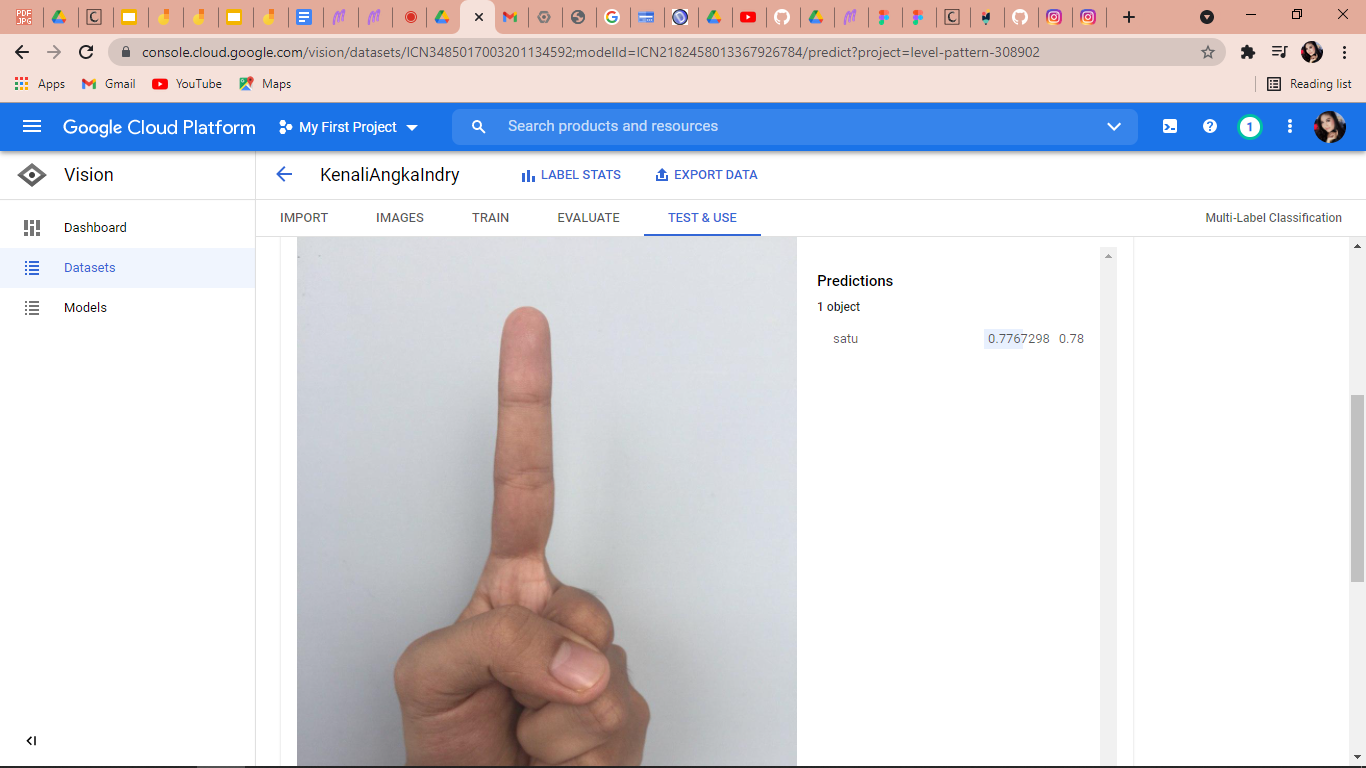 PDF
JPG
console.cloud.google.com/vision/datasets/ICN3485017003201134592;modelId=ICN2182458013367926784/predict?project=level-pattern-308902
Apps Gmail YouTube Maps Reading list
Google Cloud Platform My First Project Search products and resources 1
Vision KenaliAngkaIndry LABEL STATS EXPORT DATA
IMPORT IMAGES TRAIN EVALUATE TEST & USE Multi-Label Classification
Dashboard
Datasets
Models
Predictions
1 object
satu 0.7767298 0.78